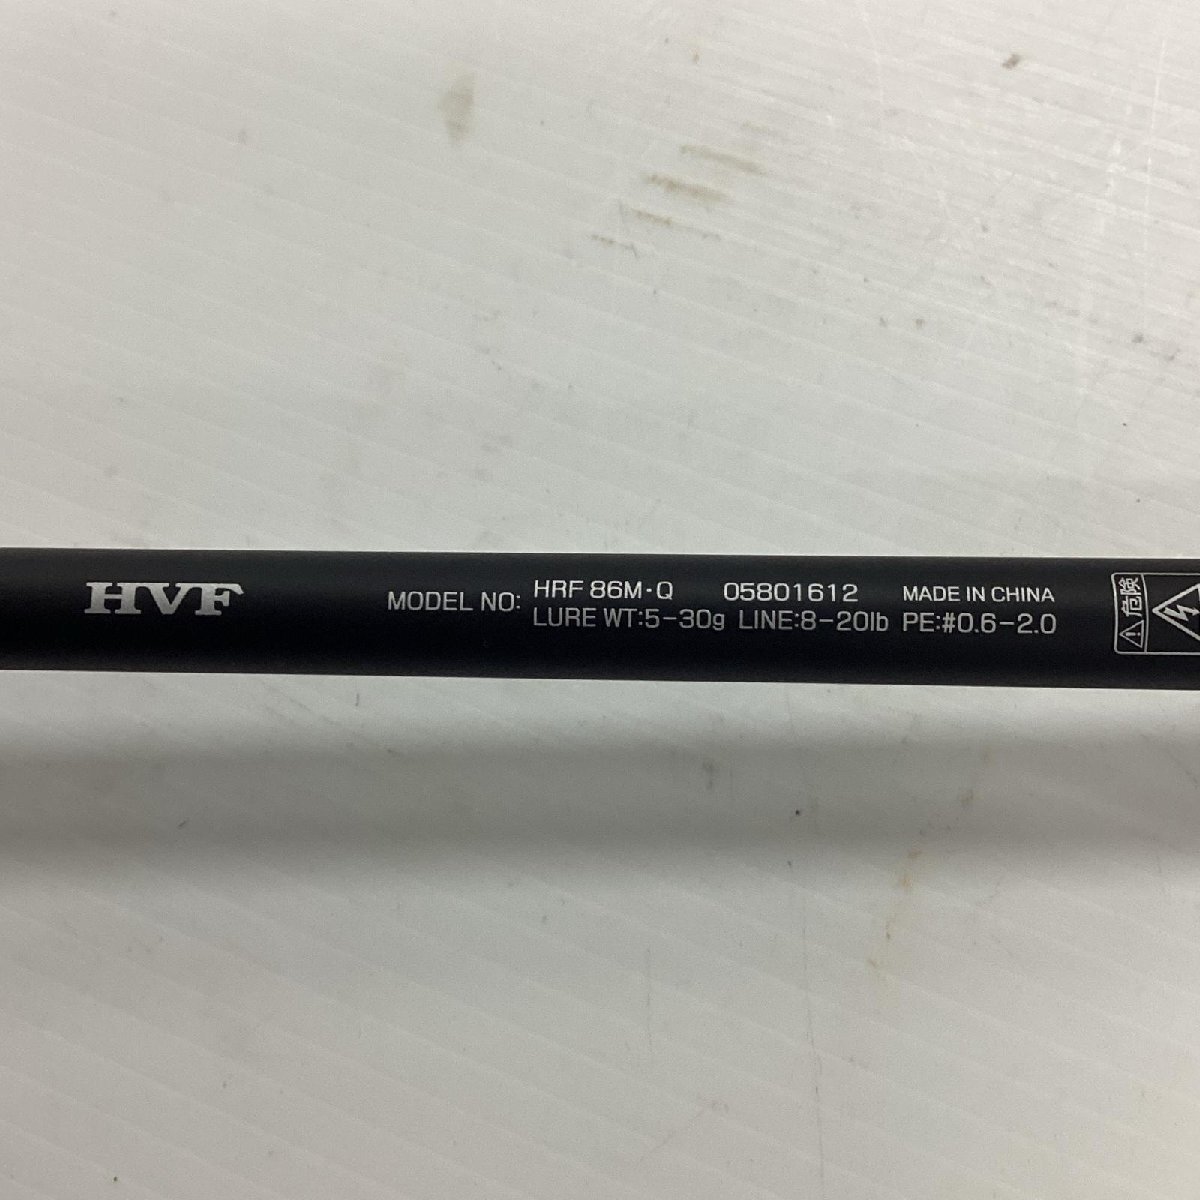 HVF
MODEL NO: HRF 86M・Q 05801612 MADE IN CHINA
LURE WT:5-30g LINE:8-20lb PE:#0.6-2.0
危険